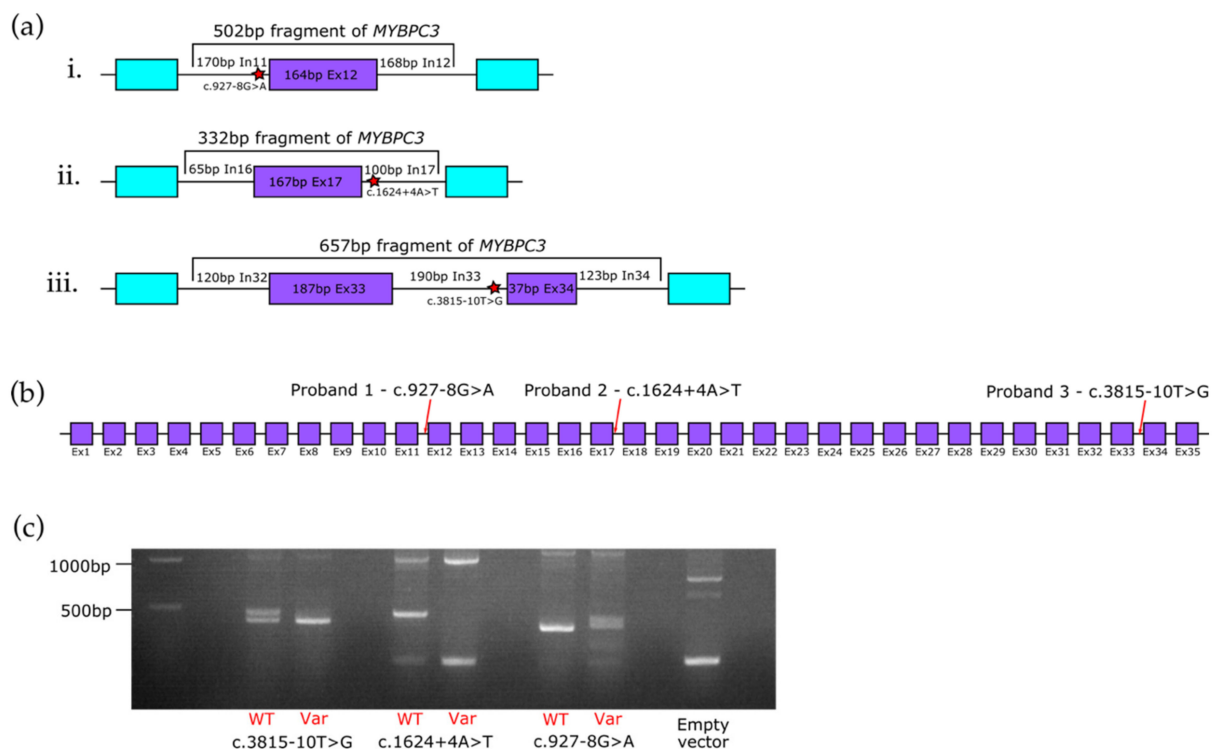 (a)
502bp fragment of MYBPC3
i.
170bp In11
164bp Ex12
168bp In12
c.927-8G>A
332bp fragment of MYBPC3
ii.
65bp In16
167bp Ex17
100bp In17
c.1624+4A>T
657bp fragment of MYBPC3
iii.
120bp In32
187bp Ex33
190bp In33
37bp Ex34
123bp In34
c.3815-10T>G
(b)
Proband 1 - c.927-8G>A
Proband 2 - c.1624+4A>T
Proband 3 - c.3815-10T>G
Ex1 Ex2 Ex3 Ex4 Ex5 Ex6 Ex7 Ex8 Ex9 Ex10 Ex11 Ex12 Ex13 Ex14 Ex15 Ex16 Ex17 Ex18 Ex19 Ex20 Ex21 Ex22 Ex23 Ex24 Ex25 Ex26 Ex27 Ex28 Ex29 Ex30 Ex31 Ex32 Ex33 Ex34 Ex35
(c)
1000bp
500bp
WT Var WT Var WT Var Empty
c.3815-10T>G c.1624+4A>T c.927-8G>A vector